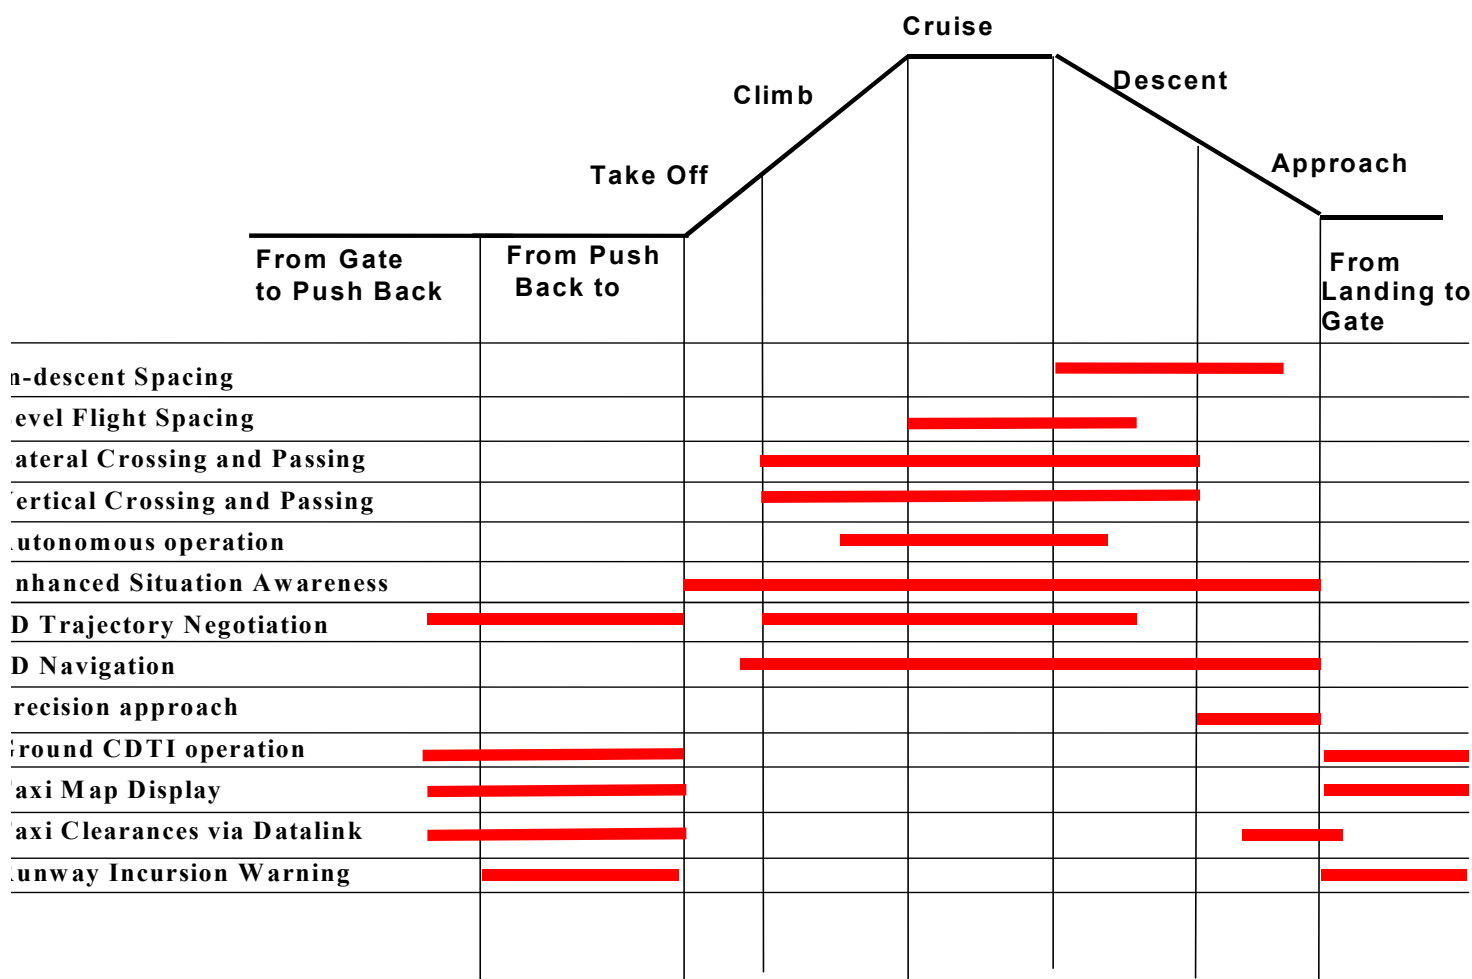 Cruise
Descent
Climb
Approach
Take Off
From Gate
to Push Back
From Push
Back to
From
Landing to
Gate
n-descent Spacing
evel Flight Spacing
ateral Crossing and Passing
ertical Crossing and Passing
utonomous operation
nhanced Situation Awareness
D Trajectory Negotiation
D Navigation
recision approach
round CDTI operation
axi Map Display
axi Clearances via Datalink
unway Incursion Warning